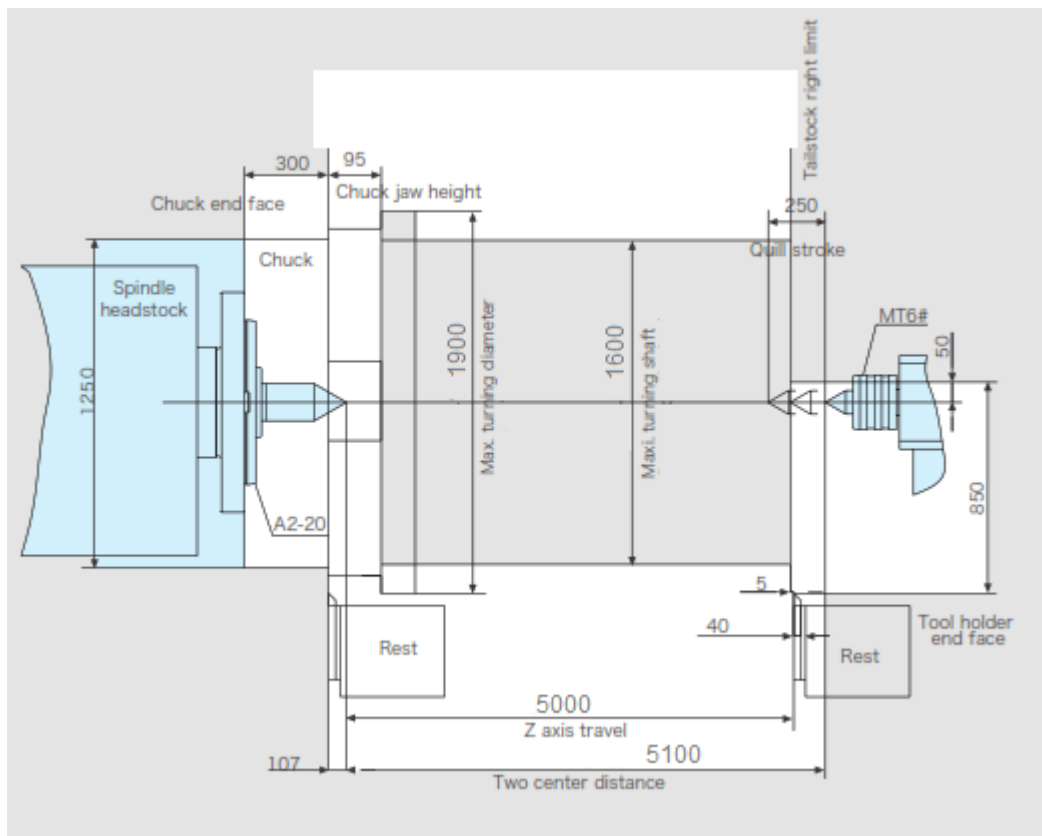 Tailstock right limit
300
95
Chuck jaw height
Chuck end face
250
Quill stroke
Chuck
Spindle
headstock
MT6#
50
1250
1900
Max. turning diameter
1600
Maxi. turning shaft
850
A2-20
5
40
Tool holder
end face
Rest
Rest
5000
Z axis travel
5100
107
Two center distance